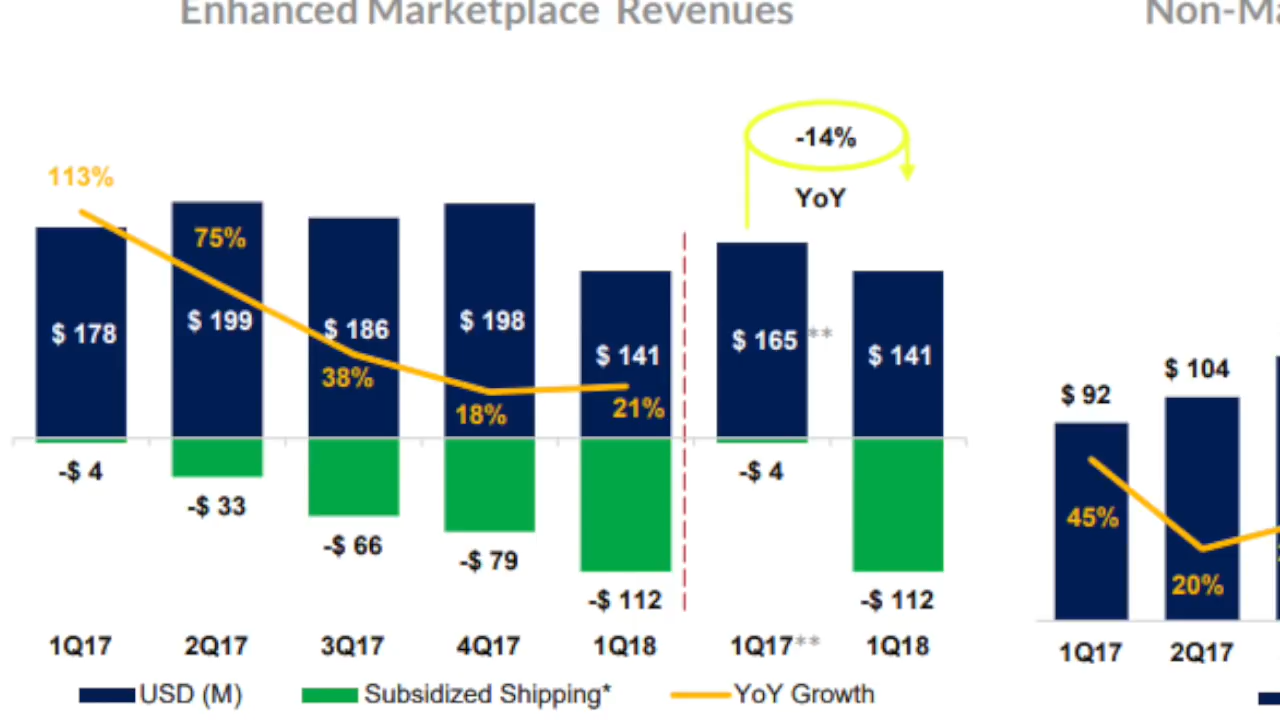 Enhanced Marketplace Revenues
Non-Ma
-14%
YoY
113%
75%
$ 178
$ 199
$ 186
$ 198
$ 141
$ 165 **
$ 141
38%
18%
21%
-$ 4
-$ 33
-$ 66
-$ 79
-$ 112
-$ 4
-$ 112
1Q17
2Q17
3Q17
4Q17
1Q18
1Q17**
1Q18
USD (M)
Subsidized Shipping*
YoY Growth
$ 92
$ 104
45%
20%
1Q17
2Q17